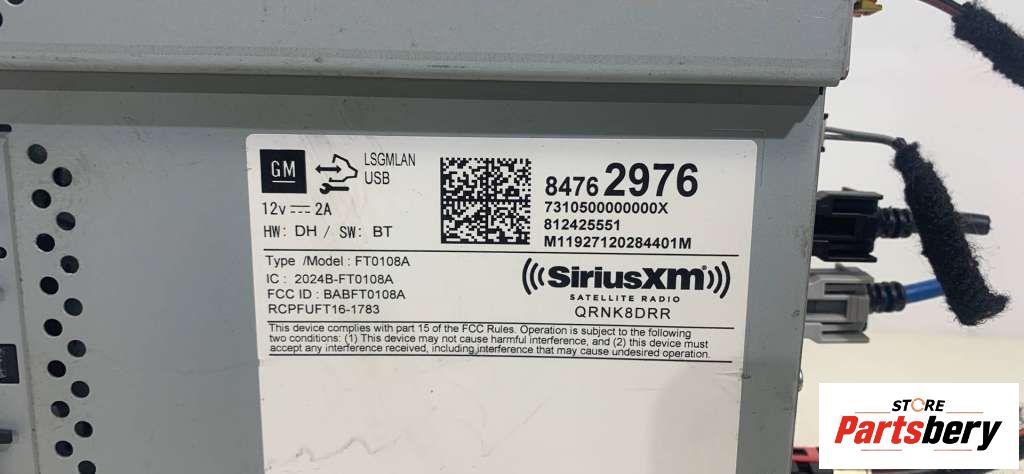 GM
LSGMLAN
USB
12v 2A
HW: DH / SW: BT
8476 2976
7310500000000X
812425551
M11927120284401M
Type /Model : FT0108A
IC : 2024B-FT0108A
FCC ID : BABFT0108A
RCPFUFT16-1783
SiriusXm
SATELLITE RADIO
QRNK8DRR
This device complies with part 15 of the FCC Rules. Operation is subject to the following
two conditions: (1) This device may not cause harmful interference, and (2) this device must
accept any interference received, including interference that may cause undesired operation.
STORE
Partsbery